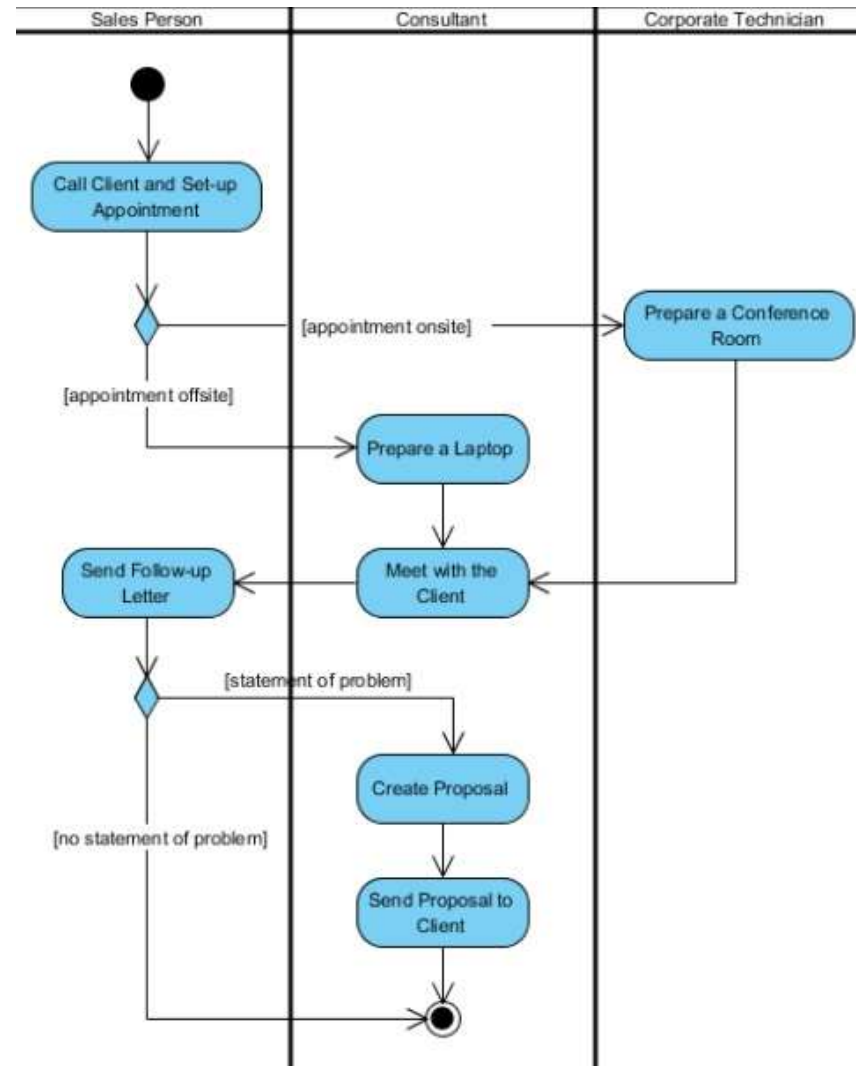 Sales Person
Consultant
Corporate Technician
Call Client and Set-up
Appointment
[appointment onsite]
Prepare a Conference
Room
[appointment offsite]
Prepare a Laptop
Send Follow-up
Letter
Meet with the
Client
[statement of problem]
Create Proposal
[no statement of problem]
Send Proposal to
Client